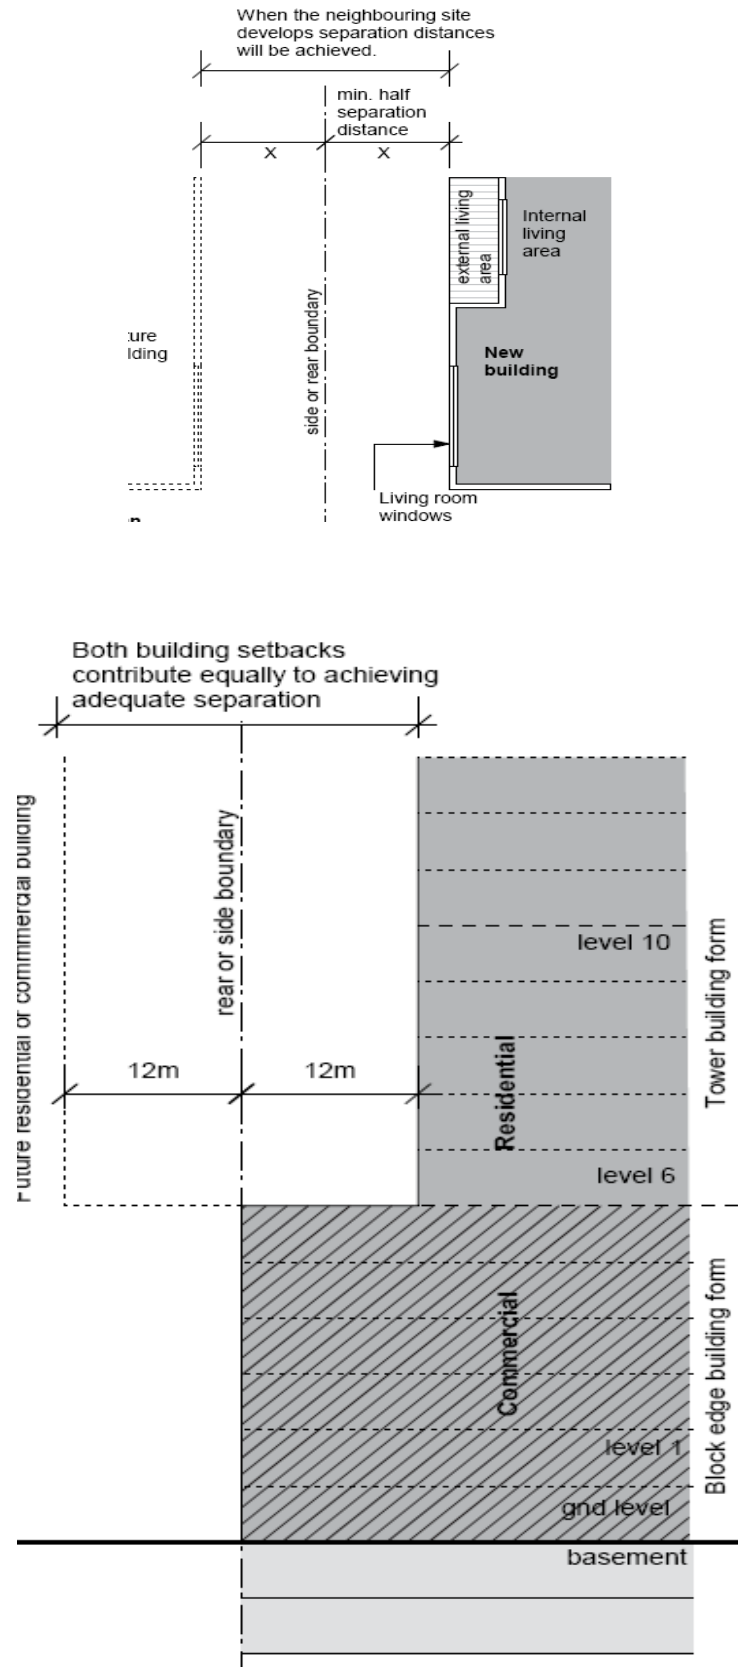 When the neighbouring site
develops separation distances
will be achieved.
min. half
separation
distance
X
X
external living
area
Internal
living
area
side or rear boundary
:ure
lding
New
building
Living room
windows
Both building setbacks
contribute equally to achieving
adequate separation
Future residential or commmercial building
rear or side boundary
12m
12m
level 10
Residential
level 6
Tower building form
Commercial
level 1
gnd level
Block edge building form
basement